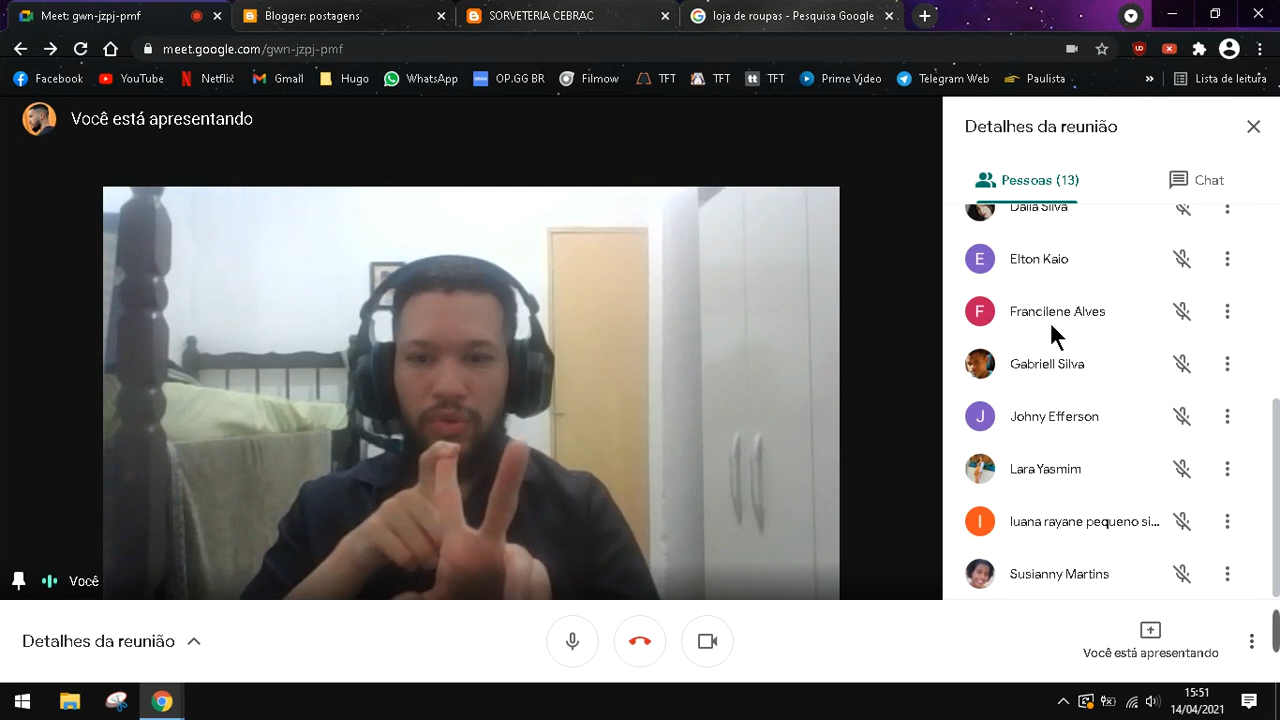 Meet: gwn-jzpj-pmf
Blogger: postagens
SORVETERIA CEBRAC
loja de roupas - Pesquisa Google
meet.google.com/gwn-jzpj-pmf
Facebook
YouTube
Netflix
Gmail
Hugo
WhatsApp
OP.GG BR
Filmow
TFT
TFT
TFT
Prime Video
Telegram Web
Paulista
»
Lista de leitura
Você está apresentando
Detalhes da reunião
Pessoas (13)
Chat
Dalia Silva
E Elton Kaio
F Francilene Alves
Gabriell Silva
J Johny Efferson
Lara Yasmim
l luana rayane pequeno si...
Susianny Martins
Você
Detalhes da reunião
Você está apresentando
15:51
14/04/2021